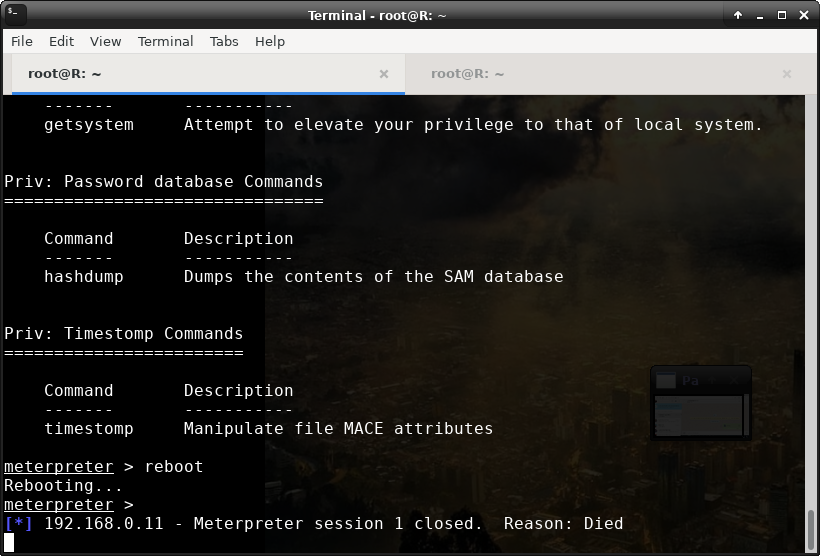 Terminal - root@R: ~
File Edit View Terminal Tabs Help
root@R: ~ × root@R: ~ ×
------- -----------
getsystem Attempt to elevate your privilege to that of local system.
Priv: Password database Commands
================================
Command Description
------- -----------
hashdump Dumps the contents of the SAM database
Priv: Timestomp Commands
========================
Command Description
------- -----------
timestomp Manipulate file MACE attributes
Pa
meterpreter > reboot
Rebooting...
meterpreter >
[*] 192.168.0.11 - Meterpreter session 1 closed.  Reason: Died